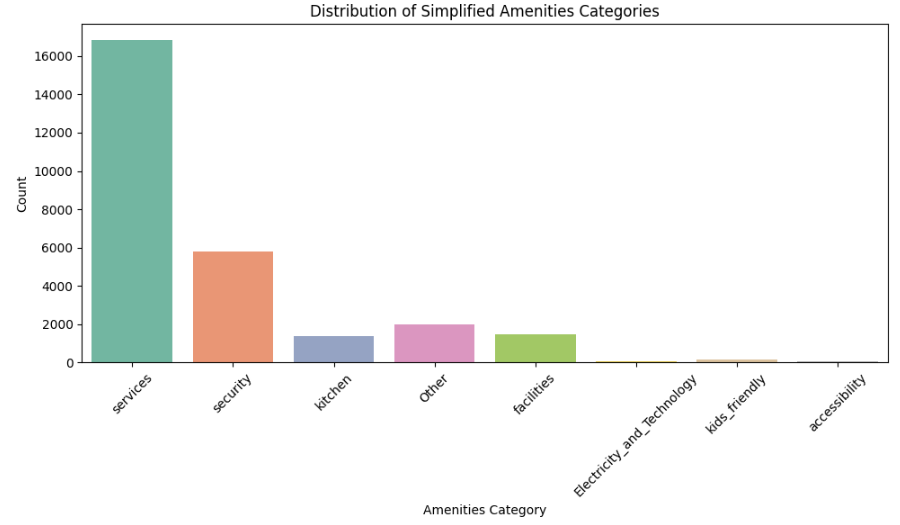 Distribution of Simplified Amenities Categories
Count
16000
14000
12000
10000
8000
6000
4000
2000
0
services
security
kitchen
Other
facilities
Electricity_and_Technology
kids_friendly
accessibility
Amenities Category